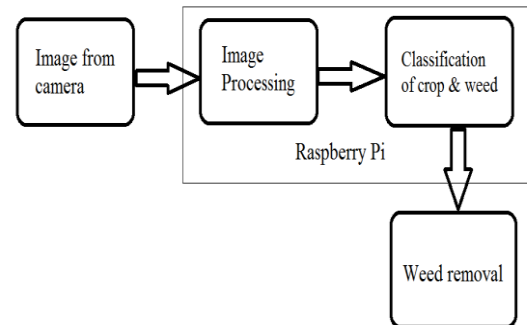 Image from
camera
Image
Processing
Classification
of crop & weed
Raspberry Pi
Weed removal